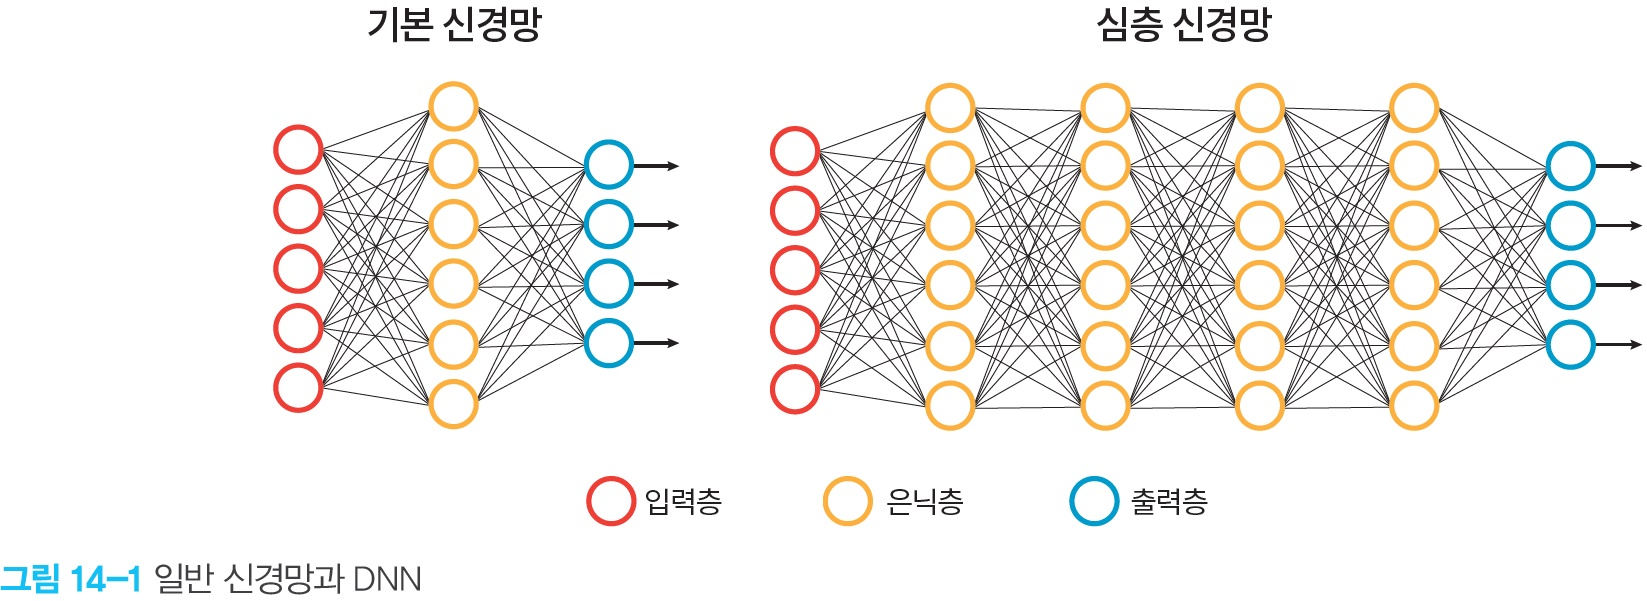 기본 신경망
심층 신경망
입력층
은닉층
출력층
그림 14-1 일반 신경망과 DNN